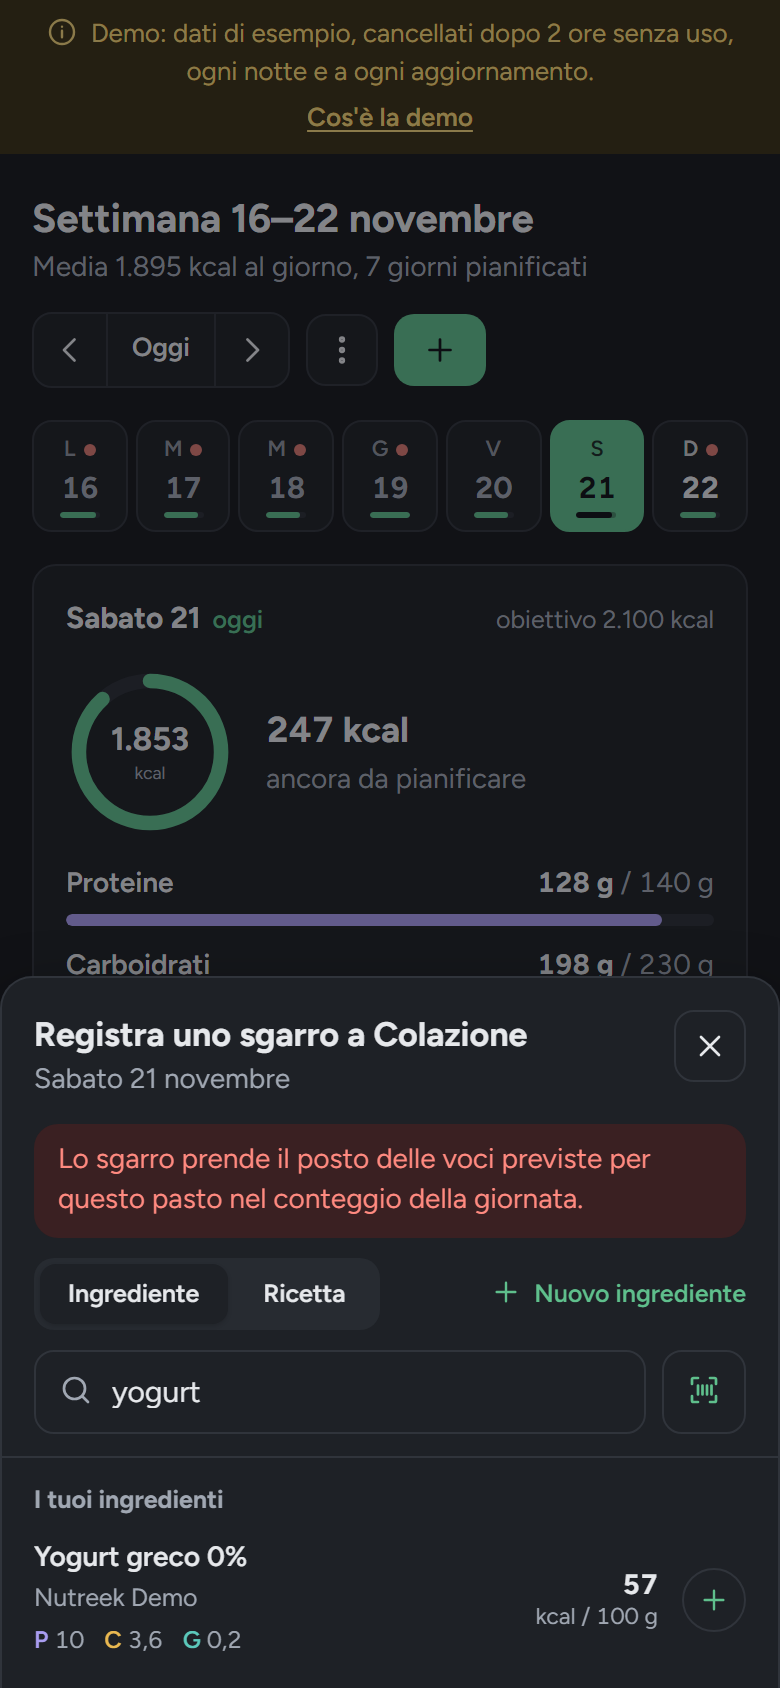 Demo: dati di esempio, cancellati dopo 2 ore senza uso,
ogni notte e a ogni aggiornamento.
Cos'è la demo
Settimana 16–22 novembre
Media 1.895 kcal al giorno, 7 giorni pianificati
Oggi
L M M G V S D
16 17 18 19 20 21 22
Sabato 21 oggi obiettivo 2.100 kcal
1.853
kcal
247 kcal
ancora da pianificare
Proteine 128 g / 140 g
Carboidrati 198 g / 230 g
Registra uno sgarro a Colazione
Sabato 21 novembre
Lo sgarro prende il posto delle voci previste per
questo pasto nel conteggio della giornata.
Ingrediente Ricetta + Nuovo ingrediente
yogurt
I tuoi ingredienti
Yogurt greco 0%
Nutreek Demo
P 10 C 3,6 G 0,2
57
kcal / 100 g